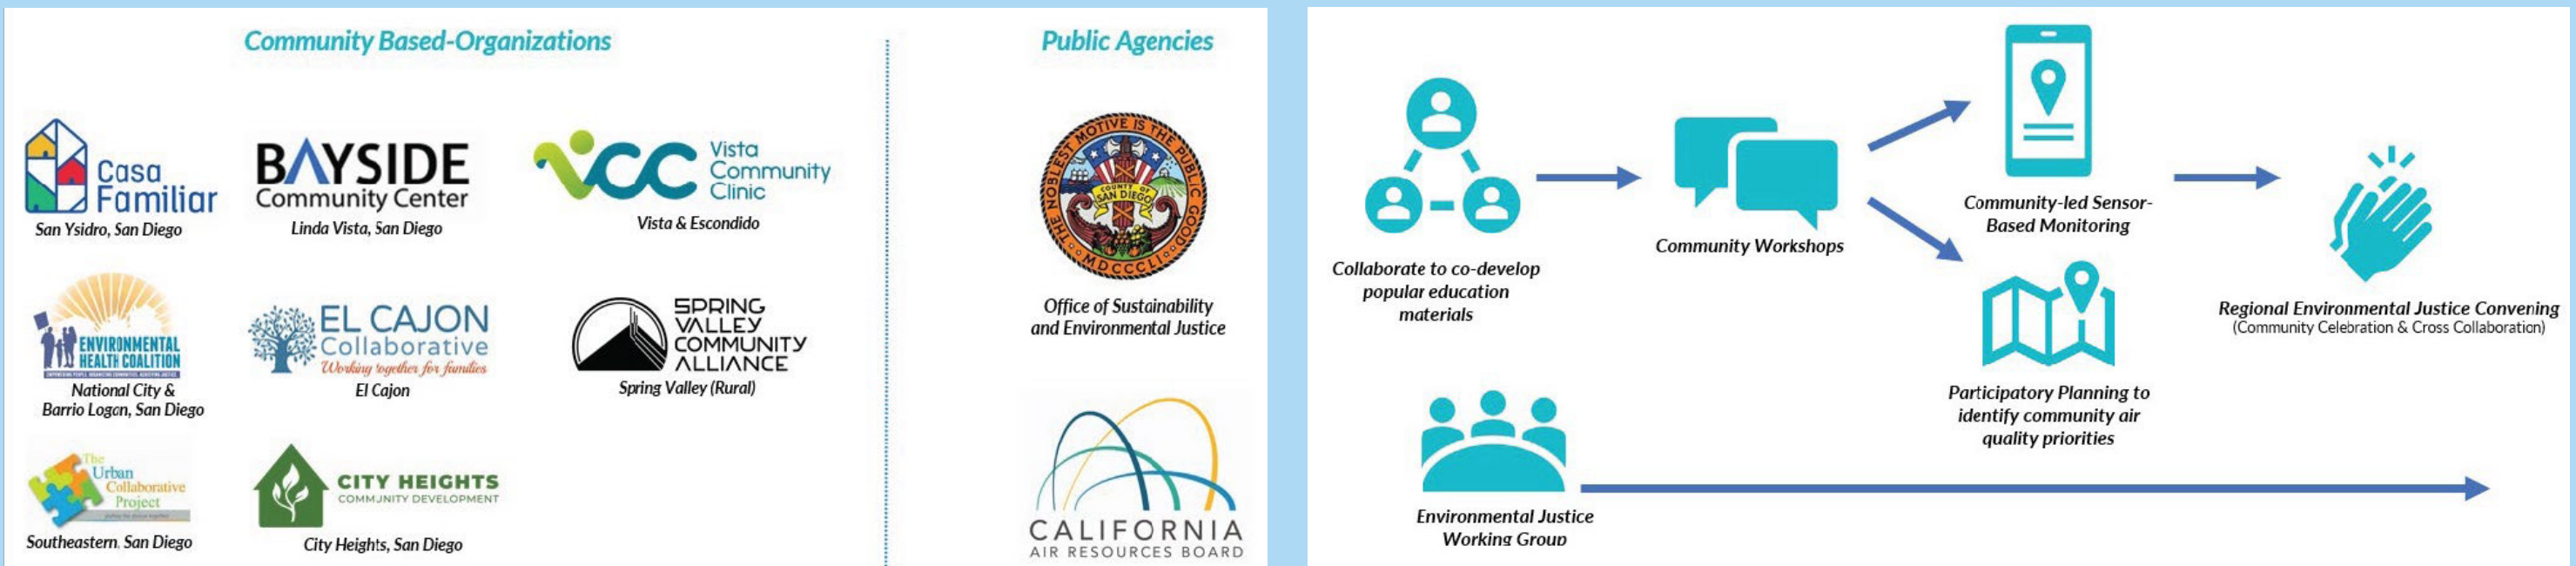 Community Based-Organizations
Casa
Familiar
San Ysidro, San Diego
BAYSIDE
Community Center
Linda Vista, San Diego
VCC
Vista
Community
Clinic
Vista & Escondido
ENVIRONMENTAL
HEALTH COALITION
National City &
Barrio Logan, San Diego
EL CAJON
Collaborative
Working together for families
El Cajon
SPRING
VALLEY
COMMUNITY
ALLIANCE
Spring Valley (Rural)
The
Urban
Collaborative
Project
Southeastern, San Diego
CITY HEIGHTS
COMMUNITY DEVELOPMENT
City Heights, San Diego
Public Agencies
THE NOBLEST MOTIVE IS THE PUBLIC GOOD
COUNTY OF
SAN DIEGO
MDCCCLI
Office of Sustainability
and Environmental Justice
CALIFORNIA
AIR RESOURCES BOARD
Collaborate to co-develop
popular education
materials
Community Workshops
Community-led Sensor-
Based Monitoring
Participatory Planning to
identify community air
quality priorities
Regional Environmental Justice Convening
(Community Celebration & Cross Collaboration)
Environmental Justice
Working Group